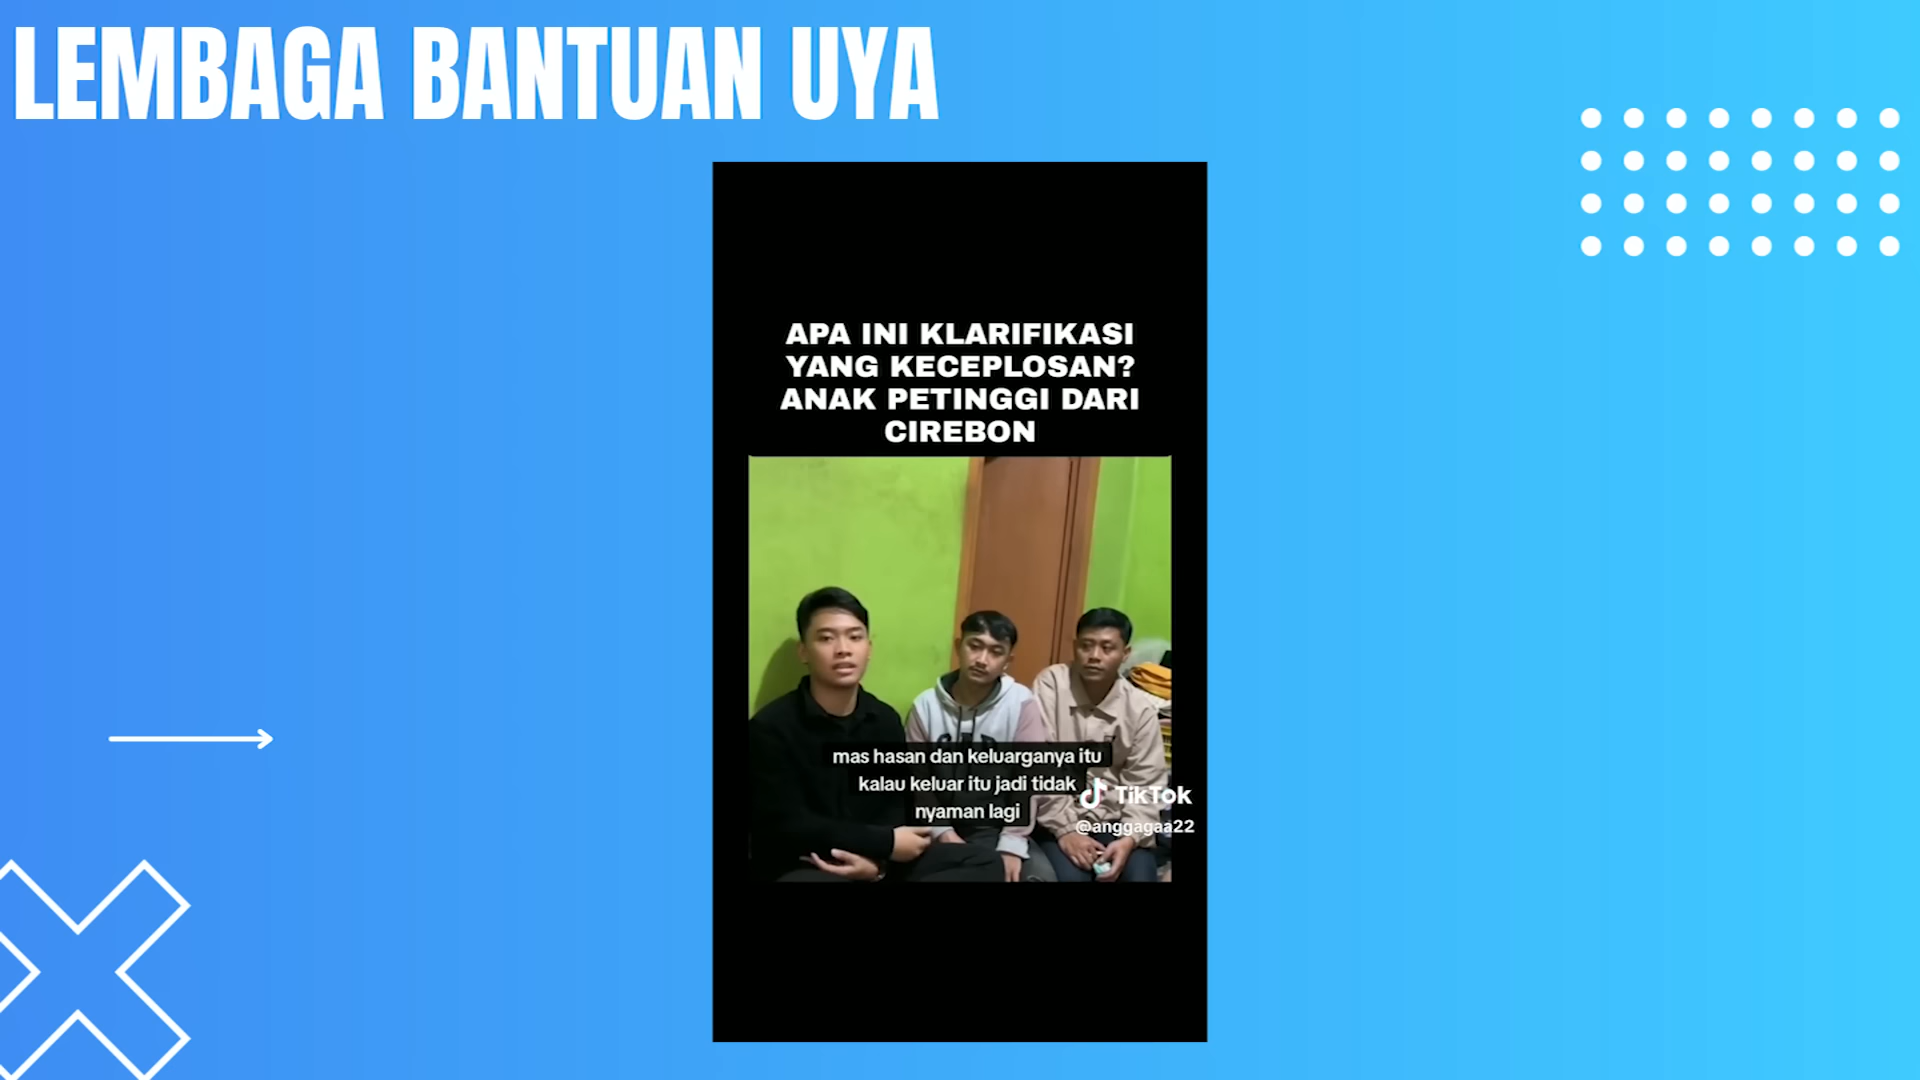 LEMBAGA BANTUAN UYA
APA INI KLARIFIKASI
YANG KECEPLOSAN?
ANAK PETINGGI DARI
CIREBON
mas hasan dan keluarganya itu
kalau keluar itu jadi tidak
nyaman lagi
TikTok
@anggagaa22